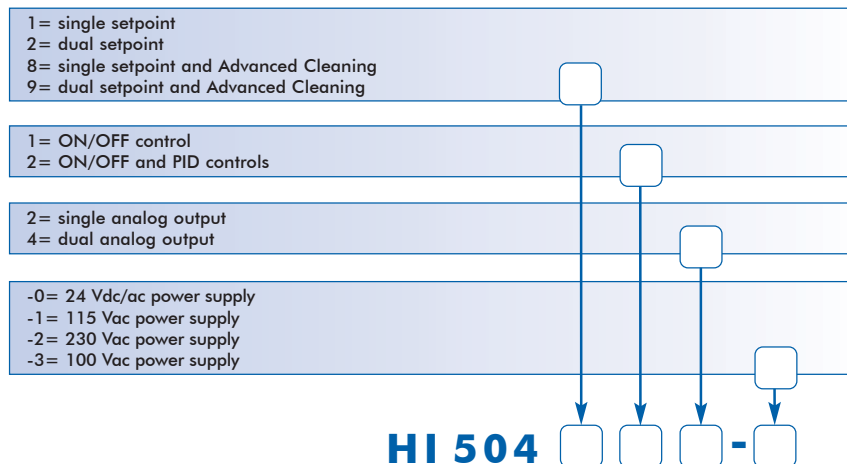 1= single setpoint
2= dual setpoint
8= single setpoint and Advanced Cleaning
9= dual setpoint and Advanced Cleaning
1= ON/OFF control
2= ON/OFF and PID controls
2= single analog output
4= dual analog output
-0= 24 Vdc/ac power supply
-1= 115 Vac power supply
-2= 230 Vac power supply
-3= 100 Vac power supply
HI 504 -